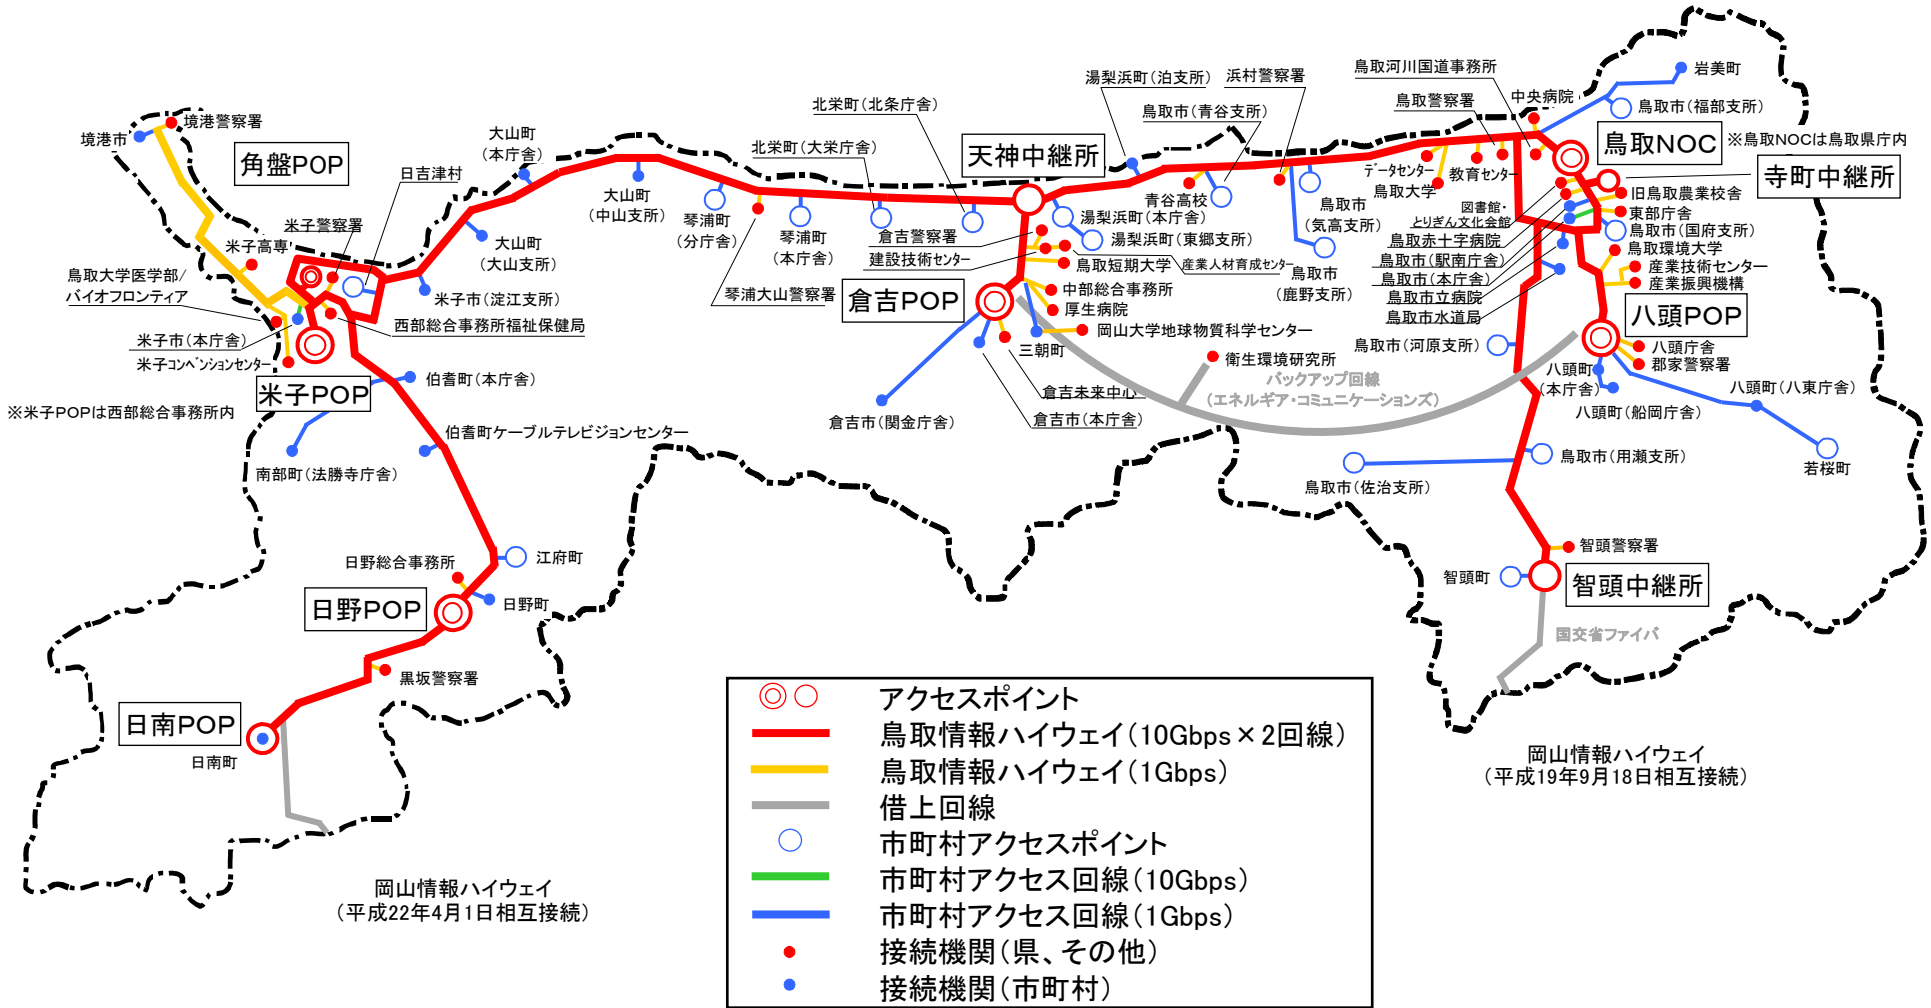 境港市
境港警察署
角盤POP
日吉津村
米子警察署
米子高専
鳥取大学医学部/
バイオフロンティア
米子市(本庁舎)
米子コンベンションセンター
米子POP
※米子POPは西部総合事務所内
西部総合事務所福祉保健局
米子市(淀江支所)
大山町
(大山支所)
大山町
(本庁舎)
大山町
(中山支所)
琴浦町
(分庁舎)
琴浦大山警察署
琴浦町
(本庁舎)
北栄町(大栄庁舎)
北栄町(北条庁舎)
天神中継所
倉吉警察署
建設技術センター
倉吉POP
湯梨浜町(泊支所)
浜村警察署
鳥取市(青谷支所)
青谷高校
湯梨浜町(本庁舎)
湯梨浜町(東郷支所)
鳥取短期大学
産業人材育成センター
中部総合事務所
厚生病院
岡山大学地球物質科学センター
三朝町
倉吉未来中心
倉吉市(本庁舎)
倉吉市(関金庁舎)
衛生環境研究所
バックアップ回線
(エネルギア・コミュニケーションズ)
鳥取市
(気高支所)
鳥取市
(鹿野支所)
鳥取河川国道事務所
鳥取警察署
中央病院
データセンター
鳥取大学
教育センター
岩美町
鳥取市(福部支所)
鳥取NOC
※鳥取NOCは鳥取県庁内
寺町中継所
図書館・
とりぎん文化会館
鳥取赤十字病院
鳥取市(駅南庁舎)
鳥取市(本庁舎)
鳥取市立病院
鳥取市水道局
旧鳥取農業校舎
東部庁舎
鳥取市(国府支所)
鳥取環境大学
産業技術センター
産業振興機構
八頭POP
八頭庁舎
郡家警察署
八頭町
(本庁舎)
八頭町(船岡庁舎)
八頭町(八東庁舎)
若桜町
鳥取市(河原支所)
鳥取市(用瀬支所)
鳥取市(佐治支所)
智頭警察署
智頭町
智頭中継所
国交省ファイバ
岡山情報ハイウェイ
(平成19年9月18日相互接続)
伯耆町(本庁舎)
伯耆町ケーブルテレビジョンセンター
南部町(法勝寺庁舎)
日野総合事務所
江府町
日野町
日野POP
黒坂警察署
日南POP
日南町
岡山情報ハイウェイ
(平成22年4月1日相互接続)
アクセスポイント
鳥取情報ハイウェイ(10Gbps×2回線)
鳥取情報ハイウェイ(1Gbps)
借上回線
市町村アクセスポイント
市町村アクセス回線(10Gbps)
市町村アクセス回線(1Gbps)
接続機関(県、その他)
接続機関(市町村)